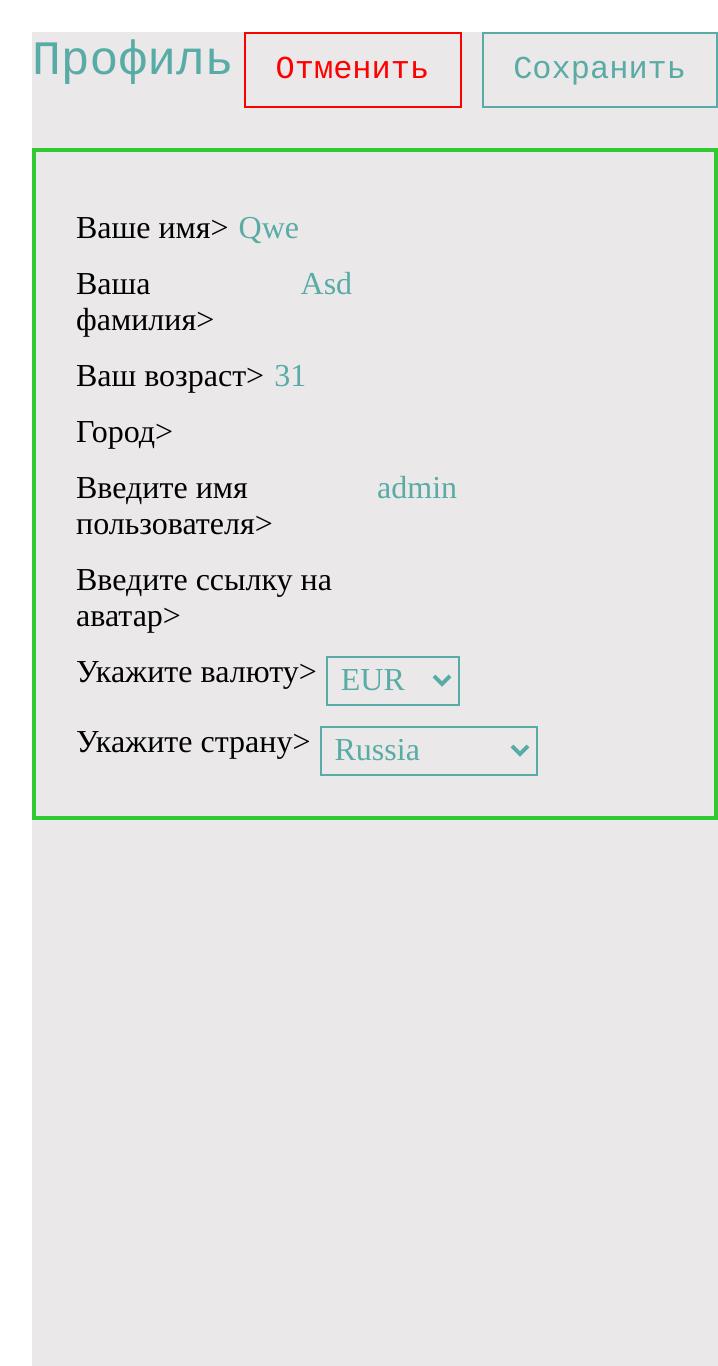 Профиль Отменить Сохранить
Ваше имя> Qwe
Ваша Asd
фамилия>
Ваш возраст> 31
Город>
Введите имя admin
пользователя>
Введите ссылку на
аватар>
Укажите валюту> EUR
Укажите страну> Russia